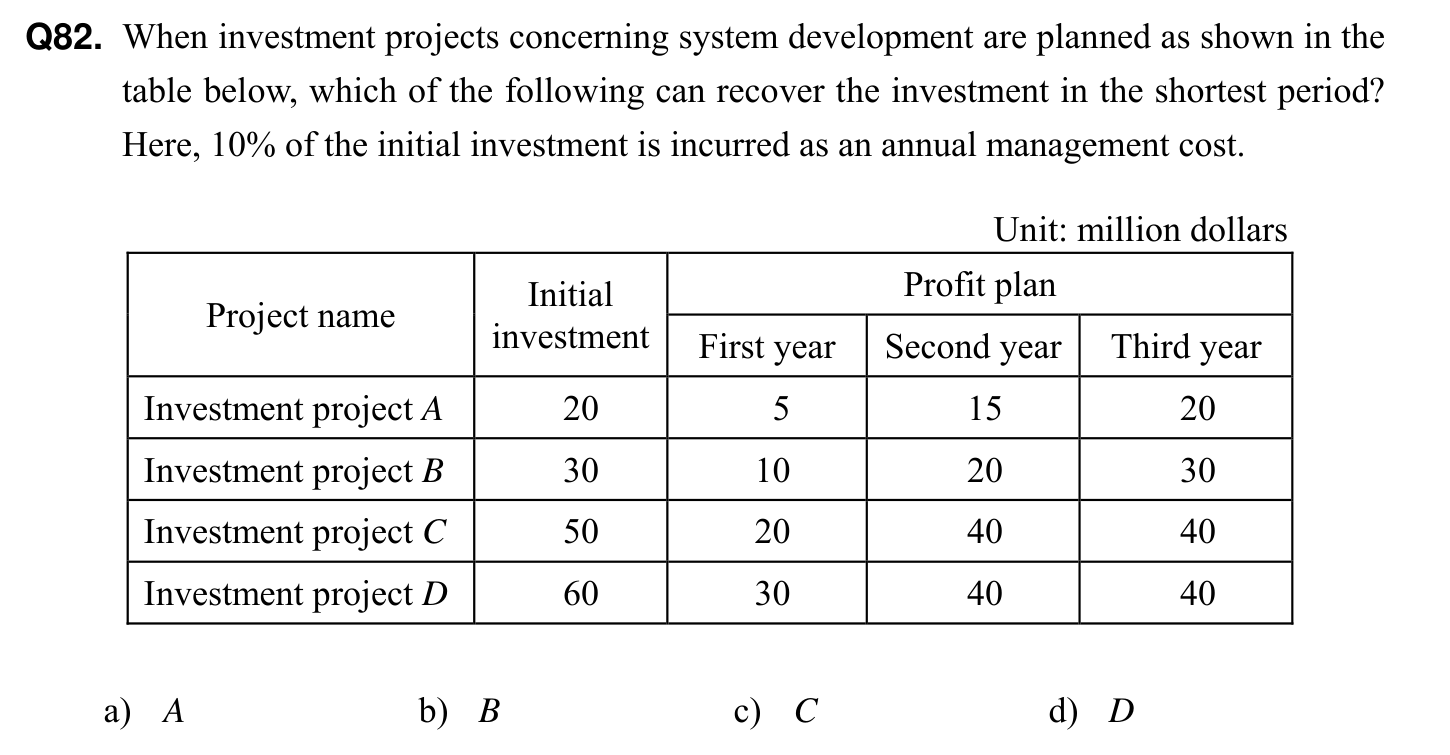 Q82. When investment projects concerning system development are planned as shown in the
table below, which of the following can recover the investment in the shortest period?
Here, 10% of the initial investment is incurred as an annual management cost.
Unit: million dollars
Project name Initial investment Profit plan
First year Second year Third year
Investment project A 20 5 15 20
Investment project B 30 10 20 30
Investment project C 50 20 40 40
Investment project D 60 30 40 40
a) A b) B c) C d) D